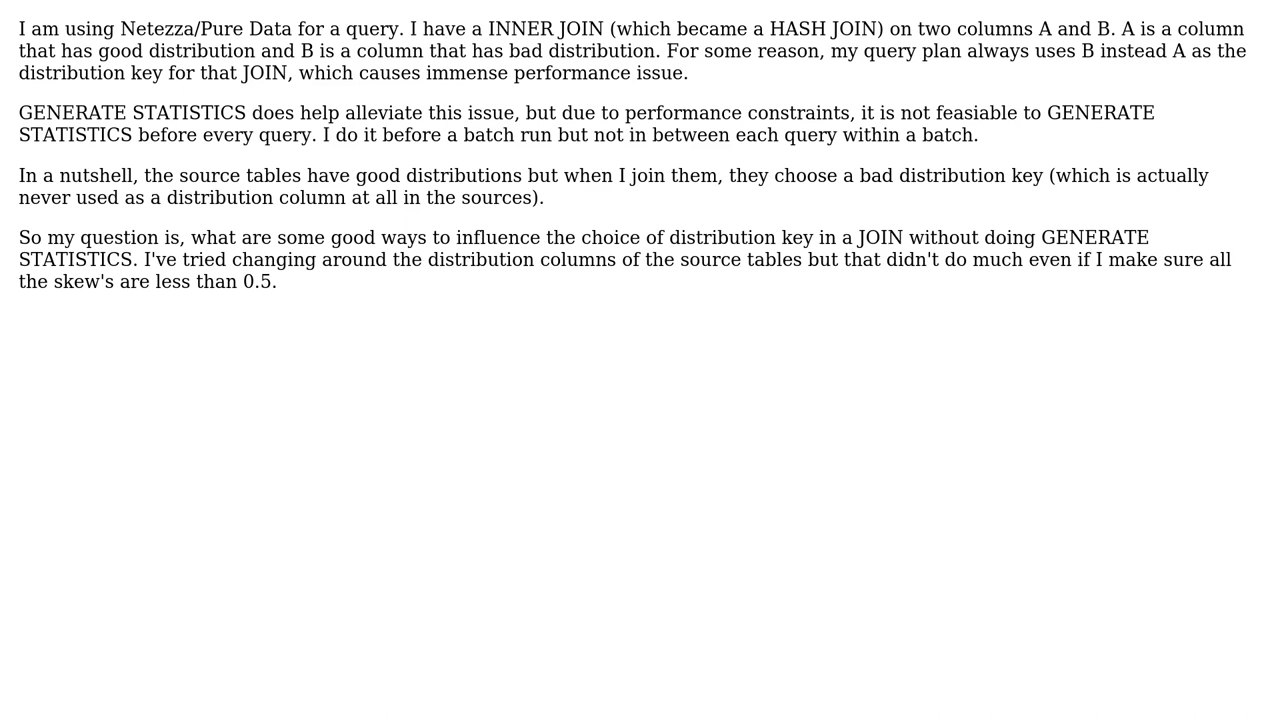 I am using Netezza/Pure Data for a query. I have a INNER JOIN (which became a HASH JOIN) on two columns A and B. A is a column
that has good distribution and B is a column that has bad distribution. For some reason, my query plan always uses B instead A as the
distribution key for that JOIN, which causes immense performance issue.
GENERATE STATISTICS does help alleviate this issue, but due to performance constraints, it is not feasiable to GENERATE
STATISTICS before every query. I do it before a batch run but not in between each query within a batch.
In a nutshell, the source tables have good distributions but when I join them, they choose a bad distribution key (which is actually
never used as a distribution column at all in the sources).
So my question is, what are some good ways to influence the choice of distribution key in a JOIN without doing GENERATE
STATISTICS. I've tried changing around the distribution columns of the source tables but that didn't do much even if I make sure all
the skew's are less than 0.5.